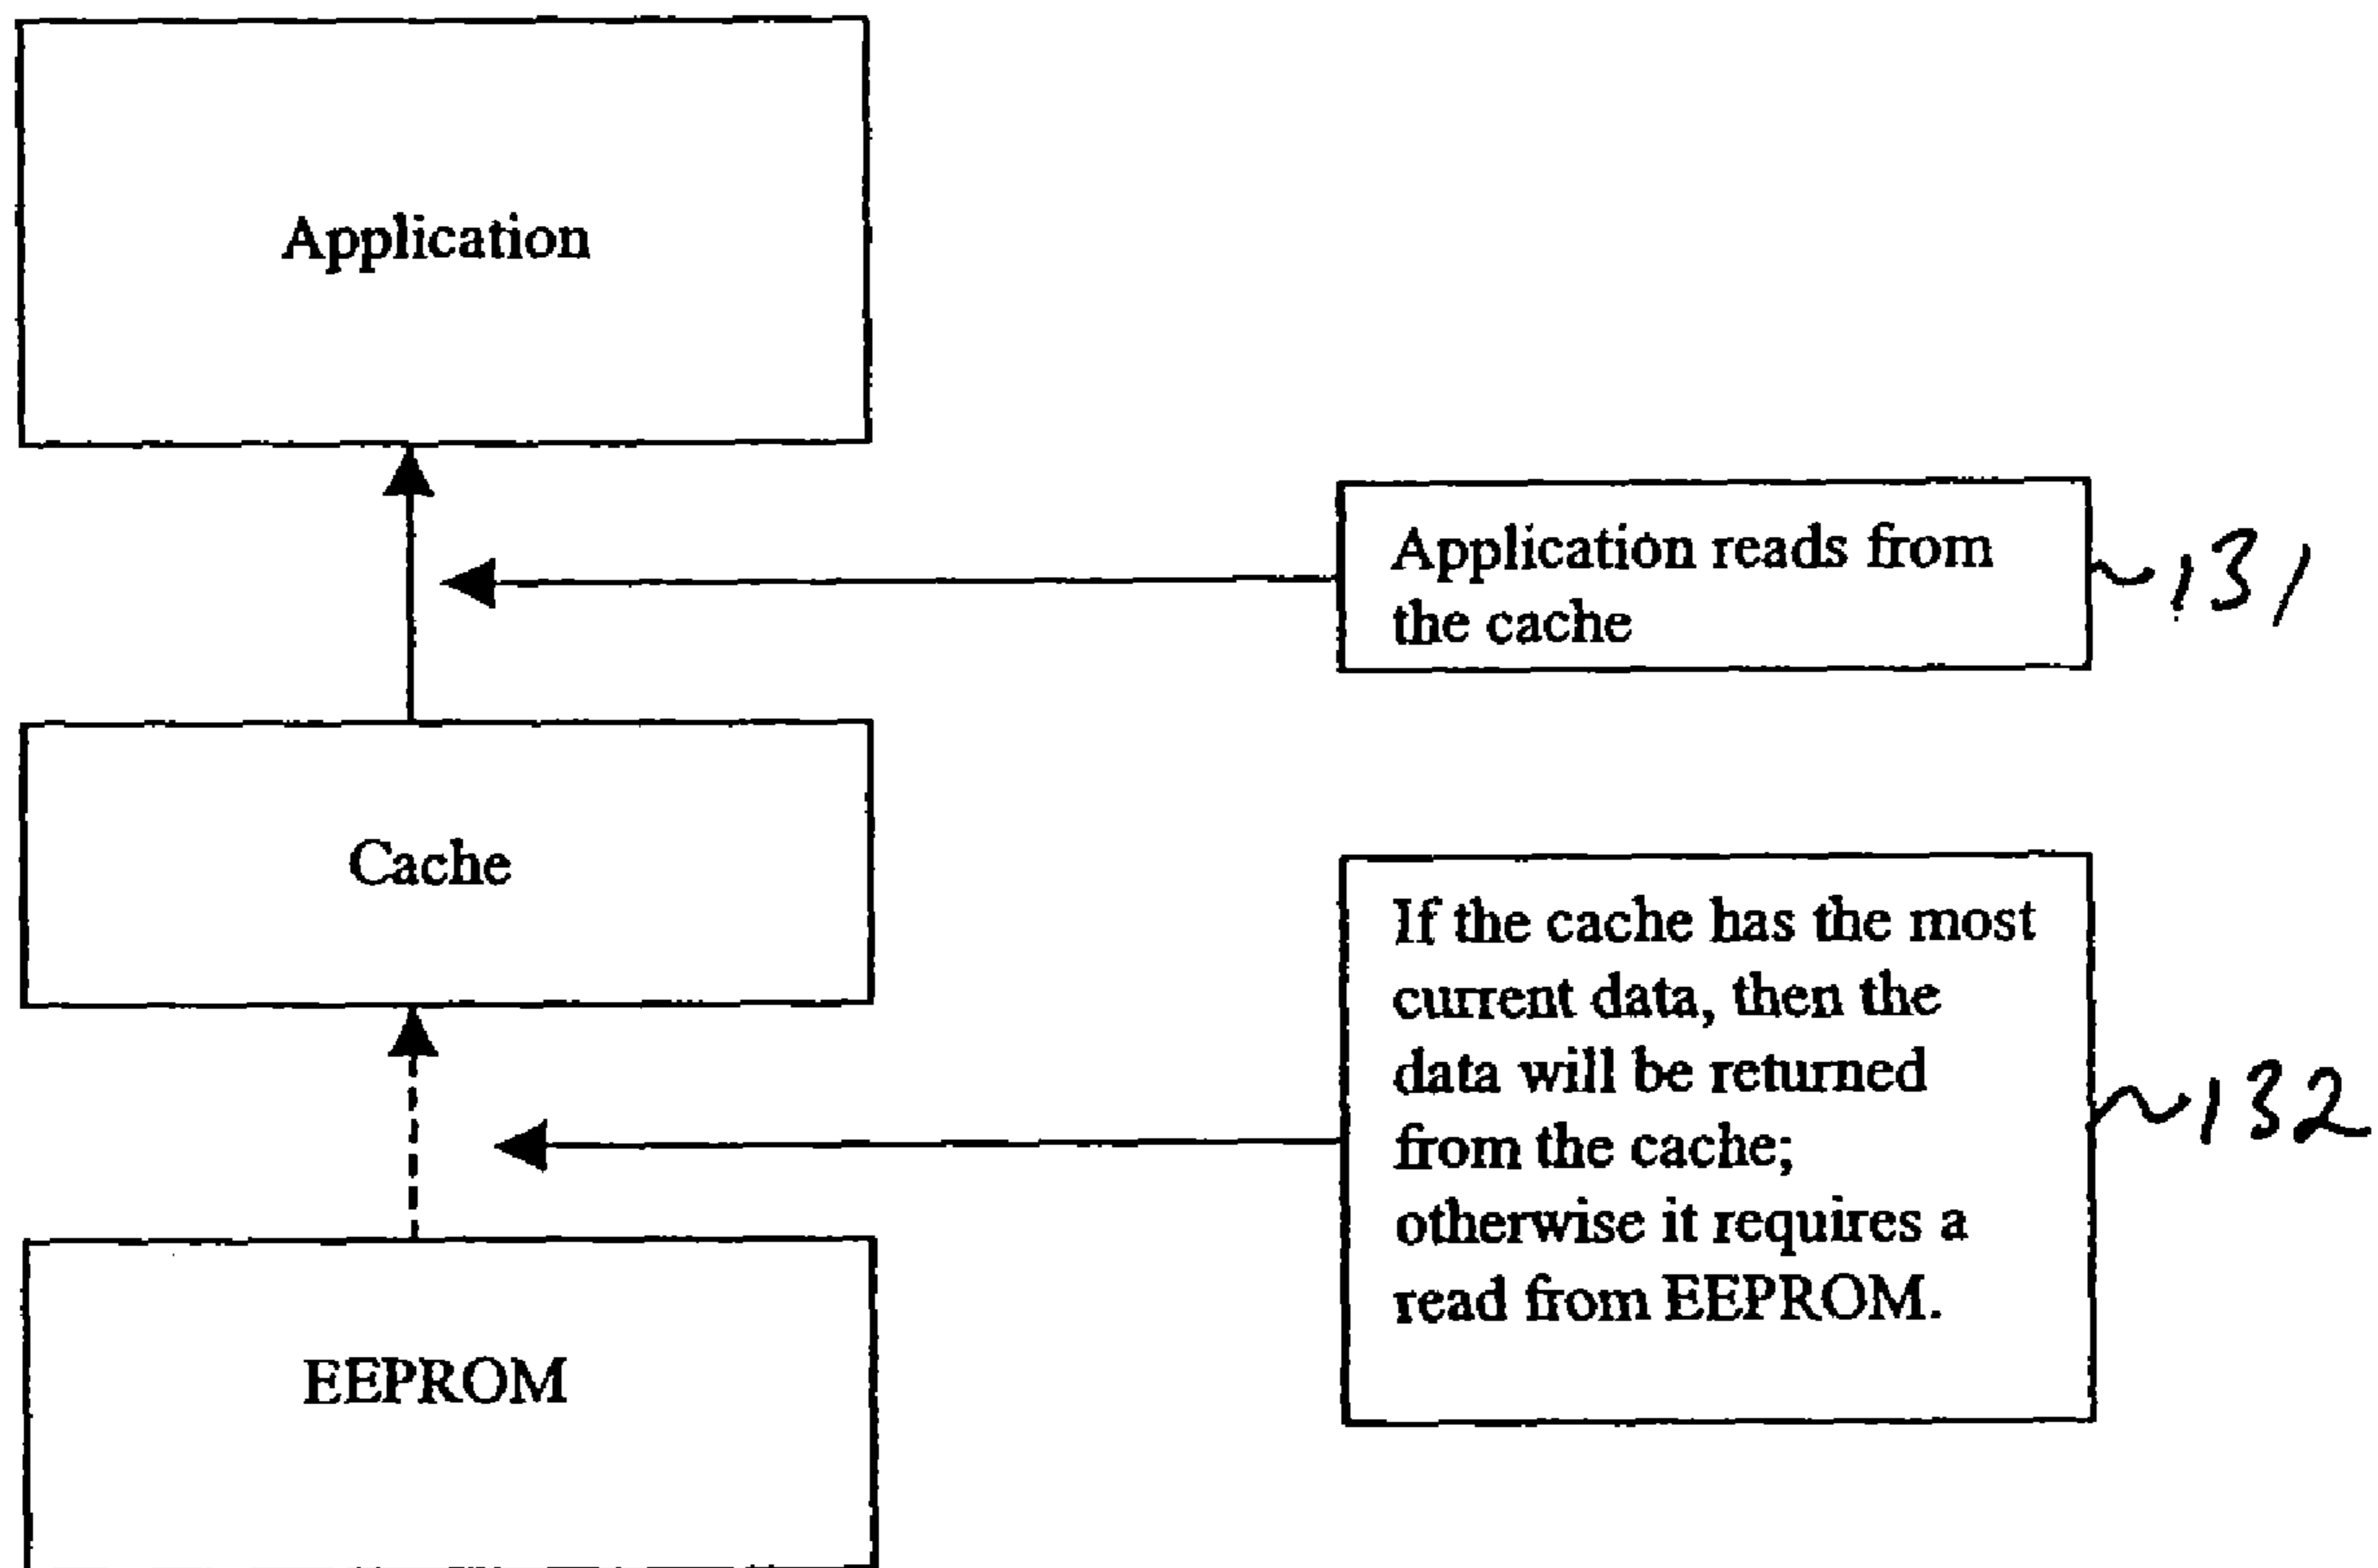 Application
Application reads from
the cache
131
Cache
If the cache has the most
current data, then the
data will be returned
from the cache;
otherwise it requires a
read from EEPROM.
132
EEPROM